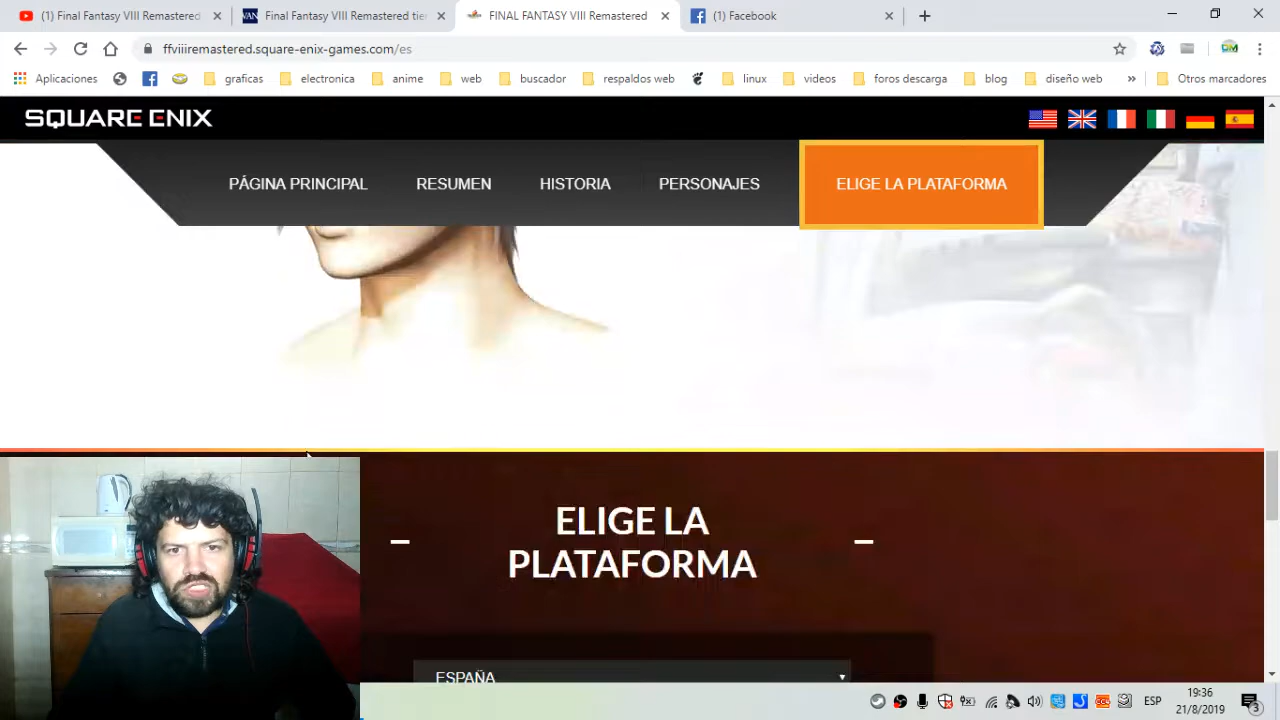 (1) Final Fantasy VIII Remastered
Final Fantasy VIII Remastered tie
FINAL FANTASY VIII Remastered
(1) Facebook
ffviiiremastered.square-enix-games.com/es
Aplicaciones
graficas
electronica
anime
web
buscador
respaldos web
linux
videos
foros descarga
blog
diseño web
»
Otros marcadores
SQUARE ENIX
PÁGINA PRINCIPAL
RESUMEN
HISTORIA
PERSONAJES
ELIGE LA PLATAFORMA
ELIGE LA
PLATAFORMA
ESPAÑA
ESP
19:36
21/8/2019
3